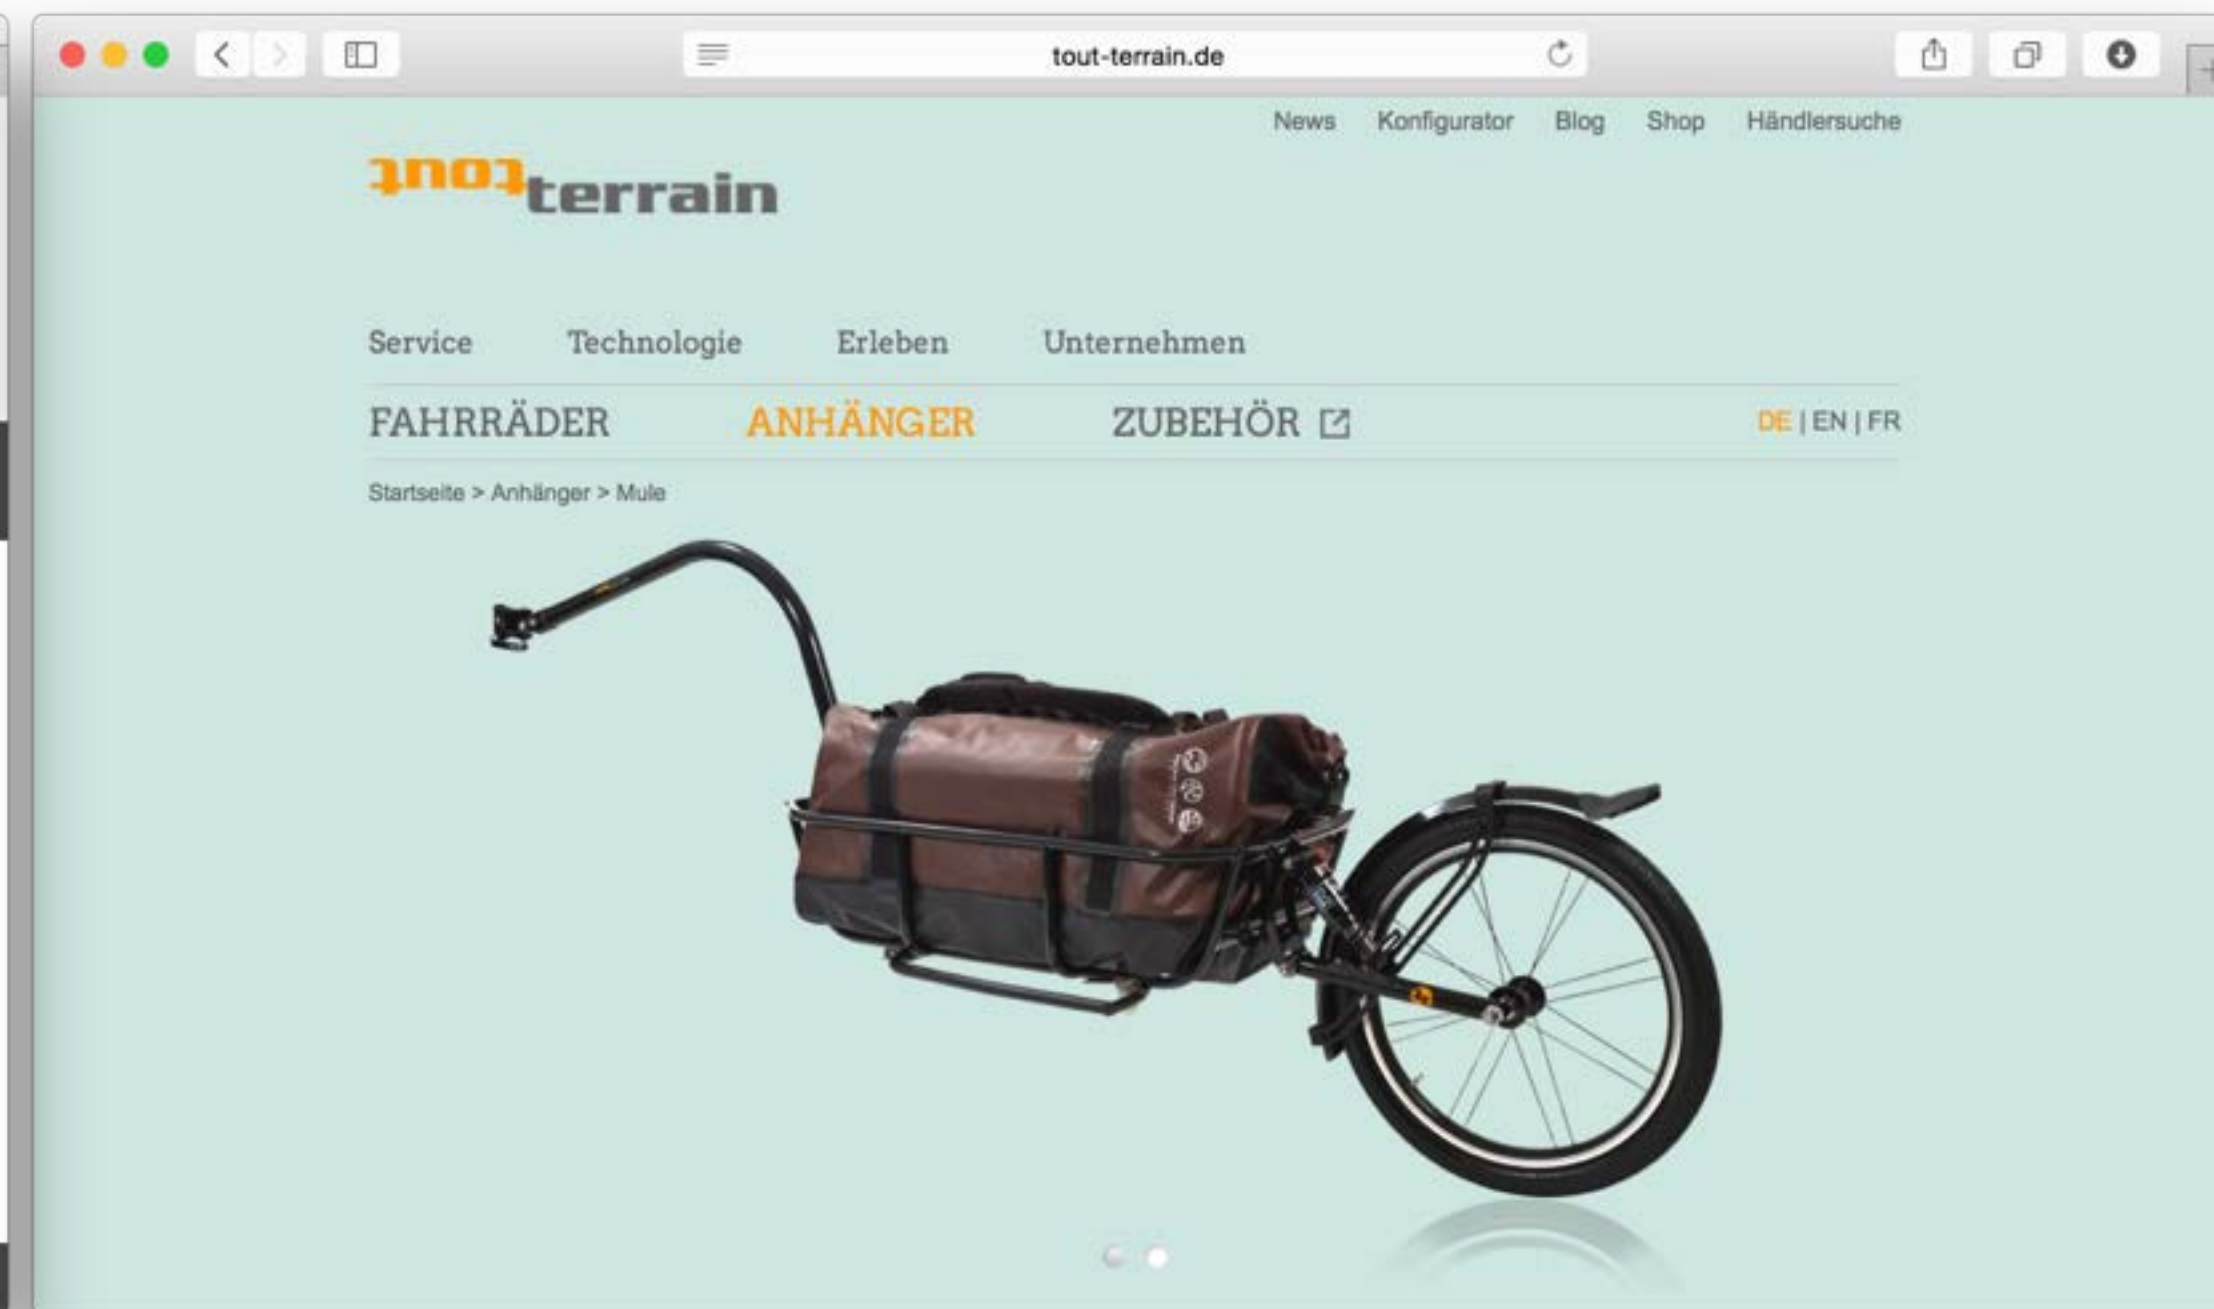 tout-terrain.de
News Konfigurator Blog Shop Händlersuche
tout terrain
Service Technologie Erleben Unternehmen
FAHRRÄDER ANHÄNGER ZUBEHÖR DE | EN | FR
Startseite > Anhänger > Mule